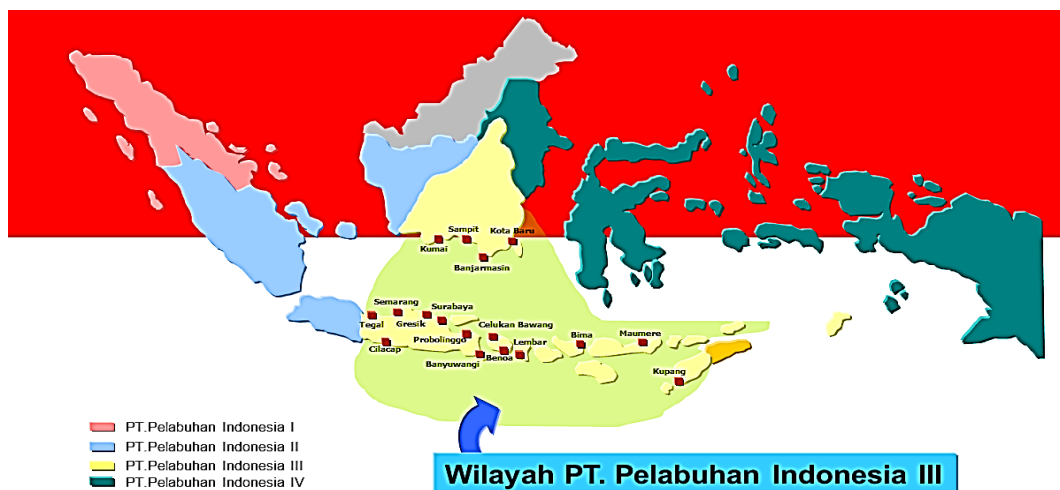 Sampit
Kota Baru
Kumai
Banjarmasin
Semarang
Surabaya
Tegal
Gresik
Celukan Bawang
Bima
Maumere
Cilacap
Probolinggo
Lembar
Banyuwangi
Benoa
Kupang
PT.Pelabuhan Indonesia I
PT.Pelabuhan Indonesia II
PT.Pelabuhan Indonesia III
PT.Pelabuhan Indonesia IV
Wilayah PT. Pelabuhan Indonesia III